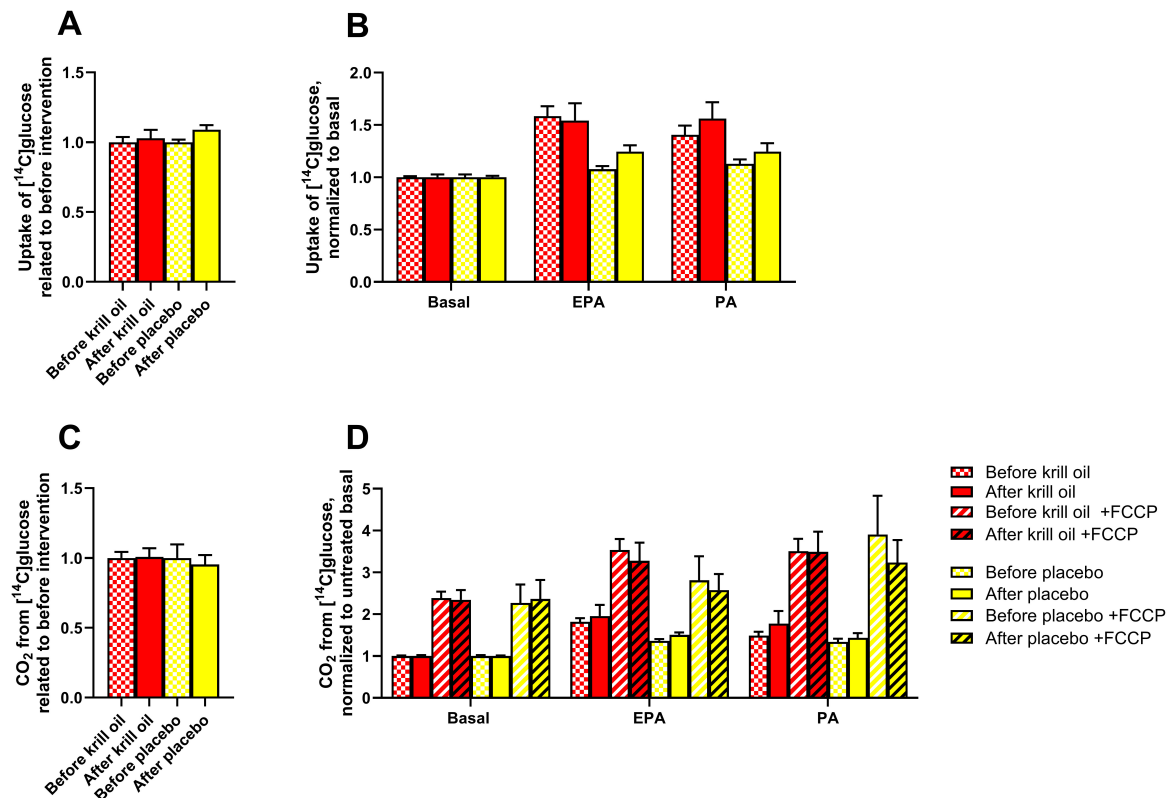 A
Uptake of [¹⁴C]glucose
related to before intervention
1.5
1.0
0.5
0.0
Before krill oil
After krill oil
Before placebo
After placebo
B
Uptake of [¹⁴C]glucose,
normalized to basal
2.0
1.5
1.0
0.5
0.0
Basal
EPA
PA
C
CO₂ from [¹⁴C]glucose
related to before intervention
1.5
1.0
0.5
0.0
Before krill oil
After krill oil
Before placebo
After placebo
D
CO₂ from [¹⁴C]glucose,
normalized to untreated basal
5
4
3
2
1
0
Basal
EPA
PA
Before krill oil
After krill oil
Before krill oil +FCCP
After krill oil +FCCP
Before placebo
After placebo
Before placebo +FCCP
After placebo +FCCP